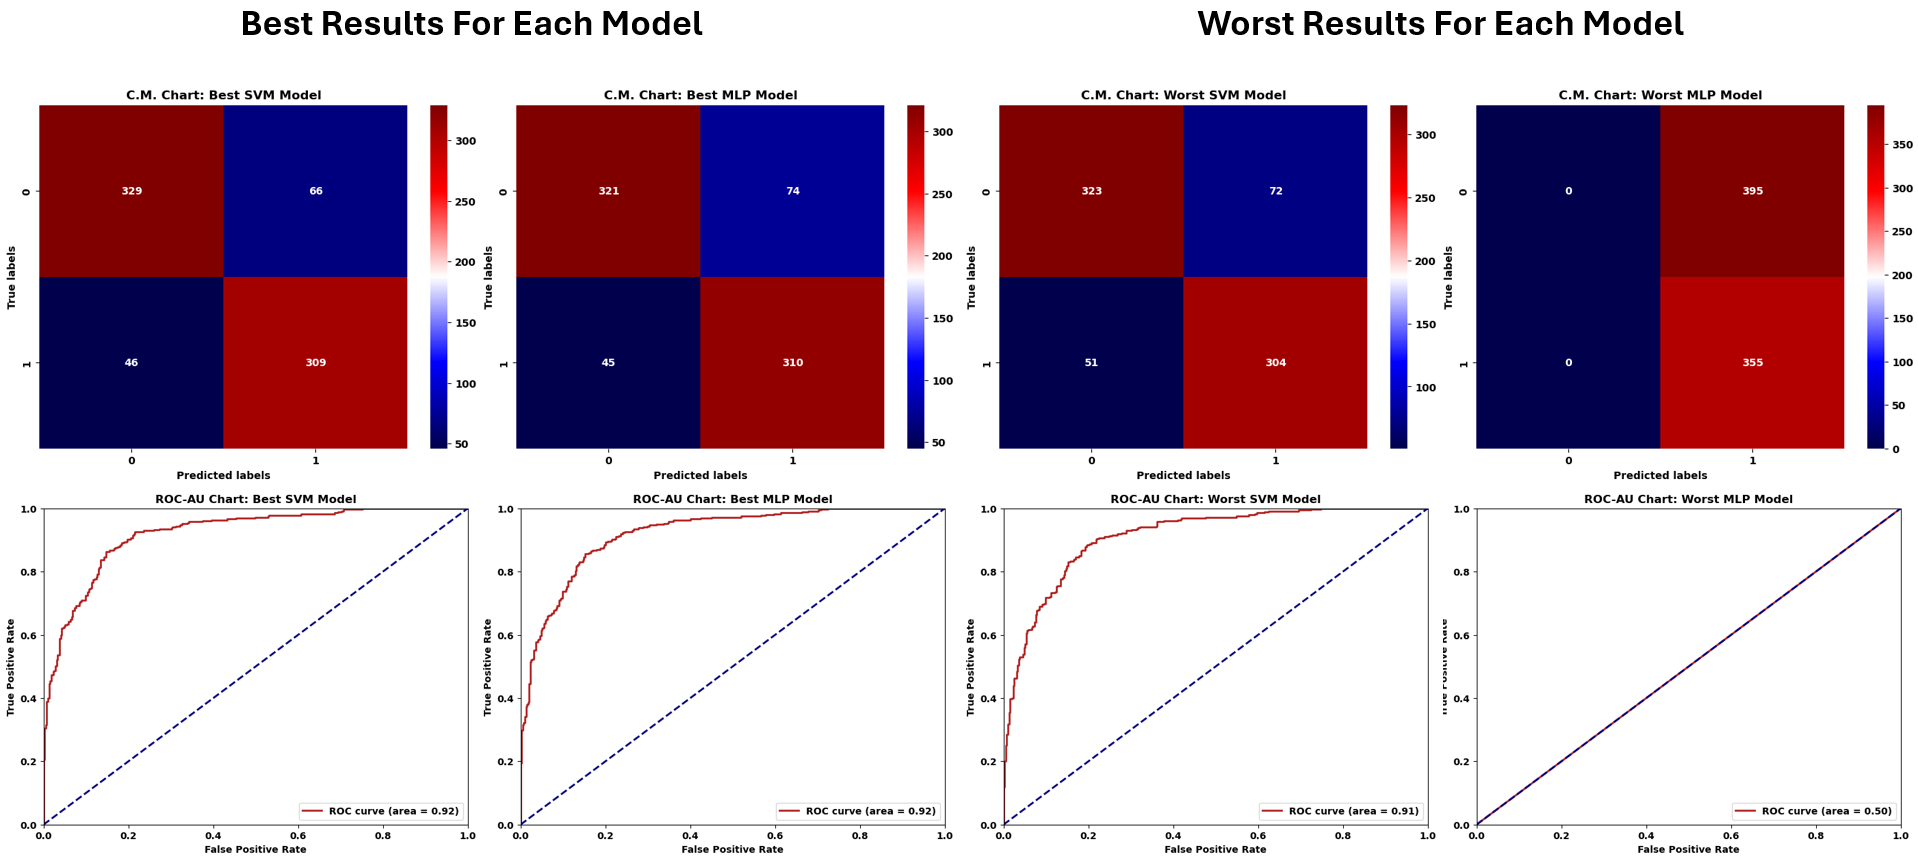 Best Results For Each Model
Worst Results For Each Model
C.M. Chart: Best SVM Model
329
66
46
309
0
1
True labels
0
1
Predicted labels
300
250
200
150
100
50
C.M. Chart: Best MLP Model
321
74
45
310
0
1
True labels
0
1
Predicted labels
300
250
200
150
100
50
C.M. Chart: Worst SVM Model
323
72
51
304
0
1
True labels
0
1
Predicted labels
300
250
200
150
100
C.M. Chart: Worst MLP Model
0
395
0
355
0
1
True labels
0
1
Predicted labels
350
300
250
200
150
100
50
0
ROC-AU Chart: Best SVM Model
1.0
0.8
0.6
0.4
0.2
0.0
True Positive Rate
ROC curve (area = 0.92)
0.0 0.2 0.4 0.6 0.8 1.0
False Positive Rate
ROC-AU Chart: Best MLP Model
1.0
0.8
0.6
0.4
0.2
0.0
True Positive Rate
ROC curve (area = 0.92)
0.0 0.2 0.4 0.6 0.8 1.0
False Positive Rate
ROC-AU Chart: Worst SVM Model
1.0
0.8
0.6
0.4
0.2
0.0
True Positive Rate
ROC curve (area = 0.91)
0.0 0.2 0.4 0.6 0.8 1.0
False Positive Rate
ROC-AU Chart: Worst MLP Model
1.0
0.8
0.6
0.4
0.2
0.0
True Positive Rate
ROC curve (area = 0.50)
0.0 0.2 0.4 0.6 0.8 1.0
False Positive Rate